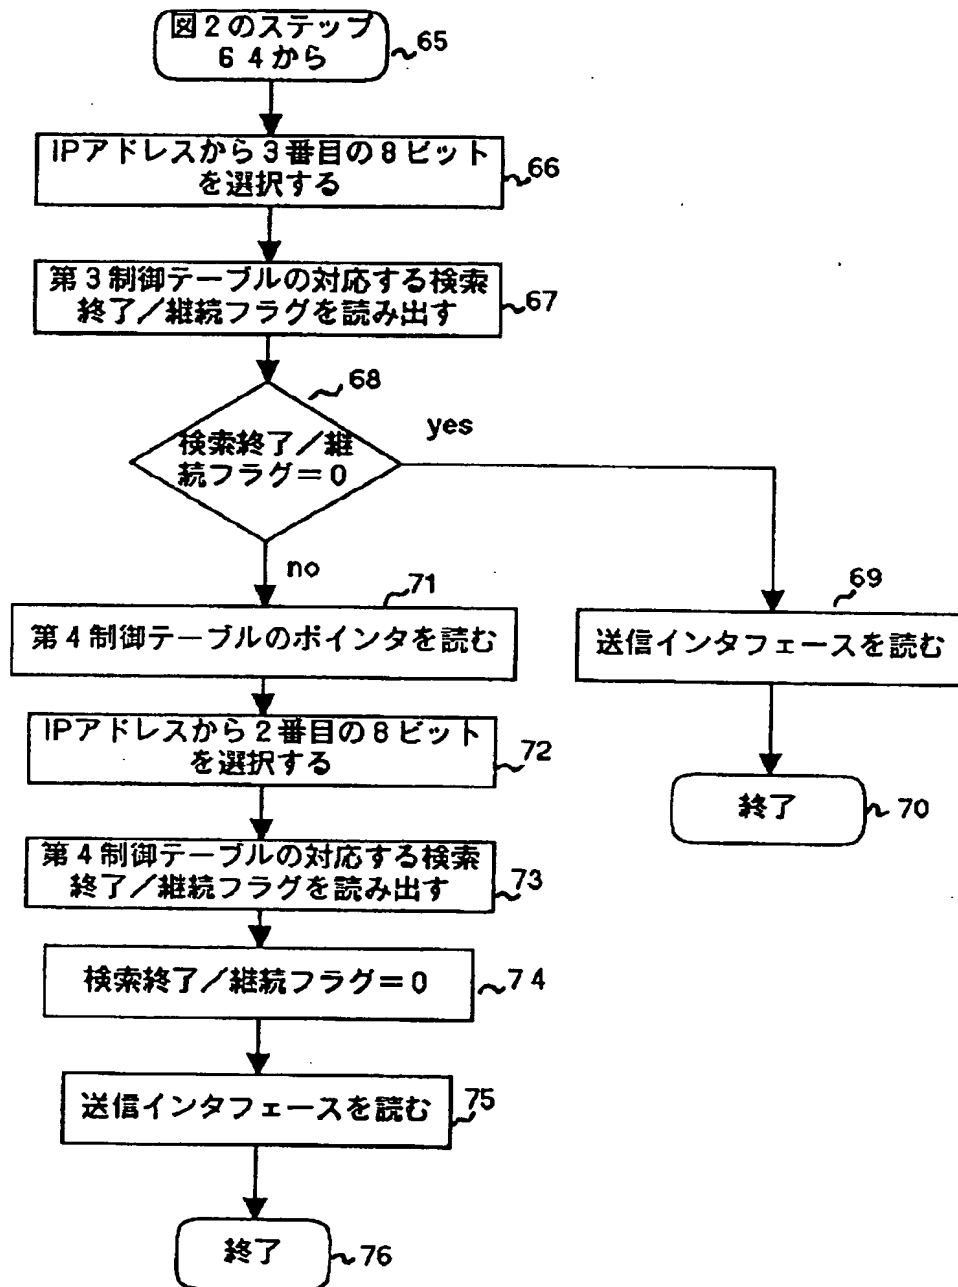 図2のステップ
64から
65
IPアドレスから3番目の8ビット
を選択する
66
第3制御テーブルの対応する検索
終了/継続フラグを読み出す
67
68
検索終了/継
続フラグ=0
yes
no
71
第4制御テーブルのポインタを読む
69
送信インタフェースを読む
IPアドレスから2番目の8ビット
を選択する
72
終了
70
第4制御テーブルの対応する検索
終了/継続フラグを読み出す
73
検索終了/継続フラグ=0
74
送信インタフェースを読む
75
終了
76